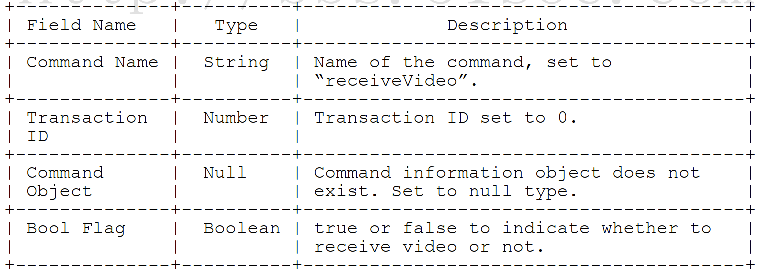 | Field Name | Type | Description |
| Command Name | String | Name of the command, set to
“receiveVideo”. |
| Transaction | Number | Transaction ID set to 0. |
ID
| Command | Null | Command information object does not |
| Object | | exist. Set to null type. |
| Bool Flag | Boolean | true or false to indicate whether to |
| | | receive video or not. |